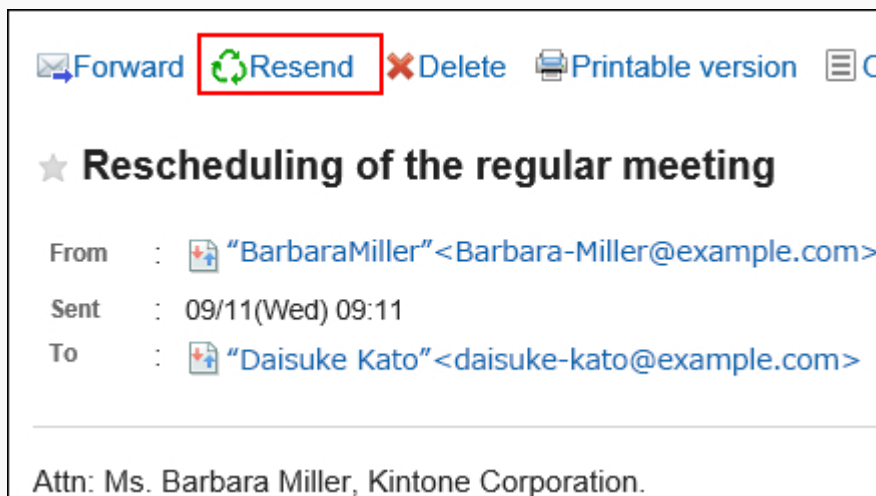 Forward Resend Delete Printable version
Rescheduling of the regular meeting
From : “BarbaraMiller”<Barbara-Miller@example.com>
Sent : 09/11(Wed) 09:11
To : “Daisuke Kato”<daisuke-kato@example.com>
Attn: Ms. Barbara Miller, Kintone Corporation.